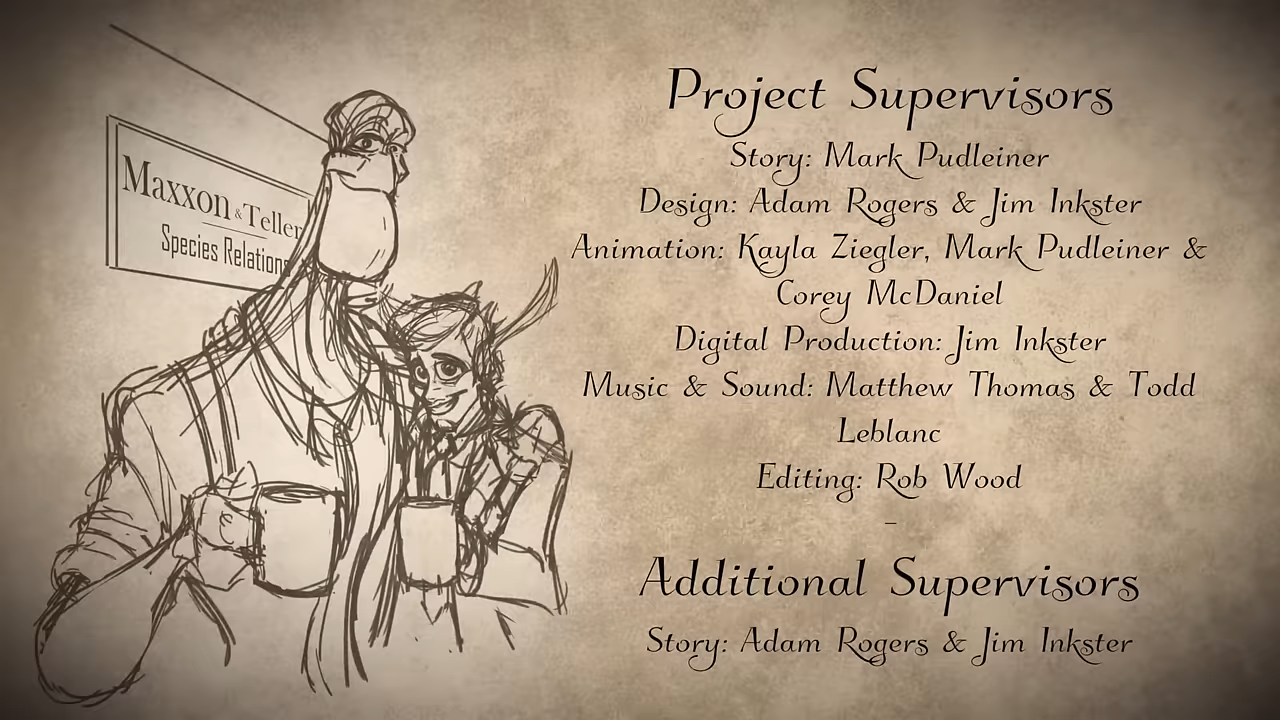 Maxxon & Teller
Species Relations
Project Supervisors
Story: Mark Pudleiner
Design: Adam Rogers & Jim Inkster
Animation: Kayla Ziegler, Mark Pudleiner &
Corey McDaniel
Digital Production: Jim Inkster
Music & Sound: Matthew Thomas & Todd
Leblanc
Editing: Rob Wood
–
Additional Supervisors
Story: Adam Rogers & Jim Inkster